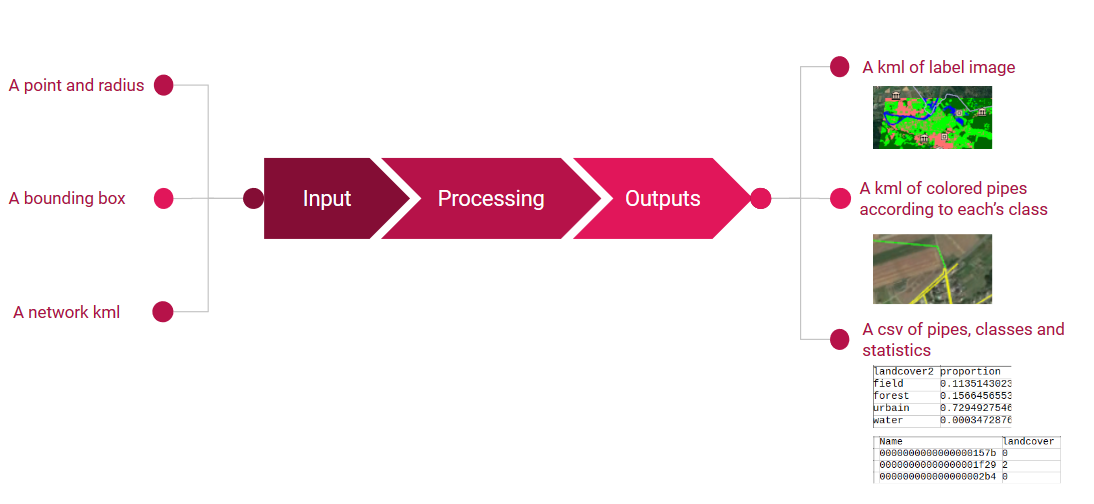 A point and radius
A bounding box
A network kml
Input
Processing
Outputs
A kml of label image
A kml of colored pipes
according to each's class
A csv of pipes, classes and
statistics
landcover2 proportion
field 0.1135143023
forest 0.1566456553
urbain 0.7294927546
water 0.0003472876
Name landcover
0000000000000000157b 0
00000000000000001f29 2
000000000000000002b4 0